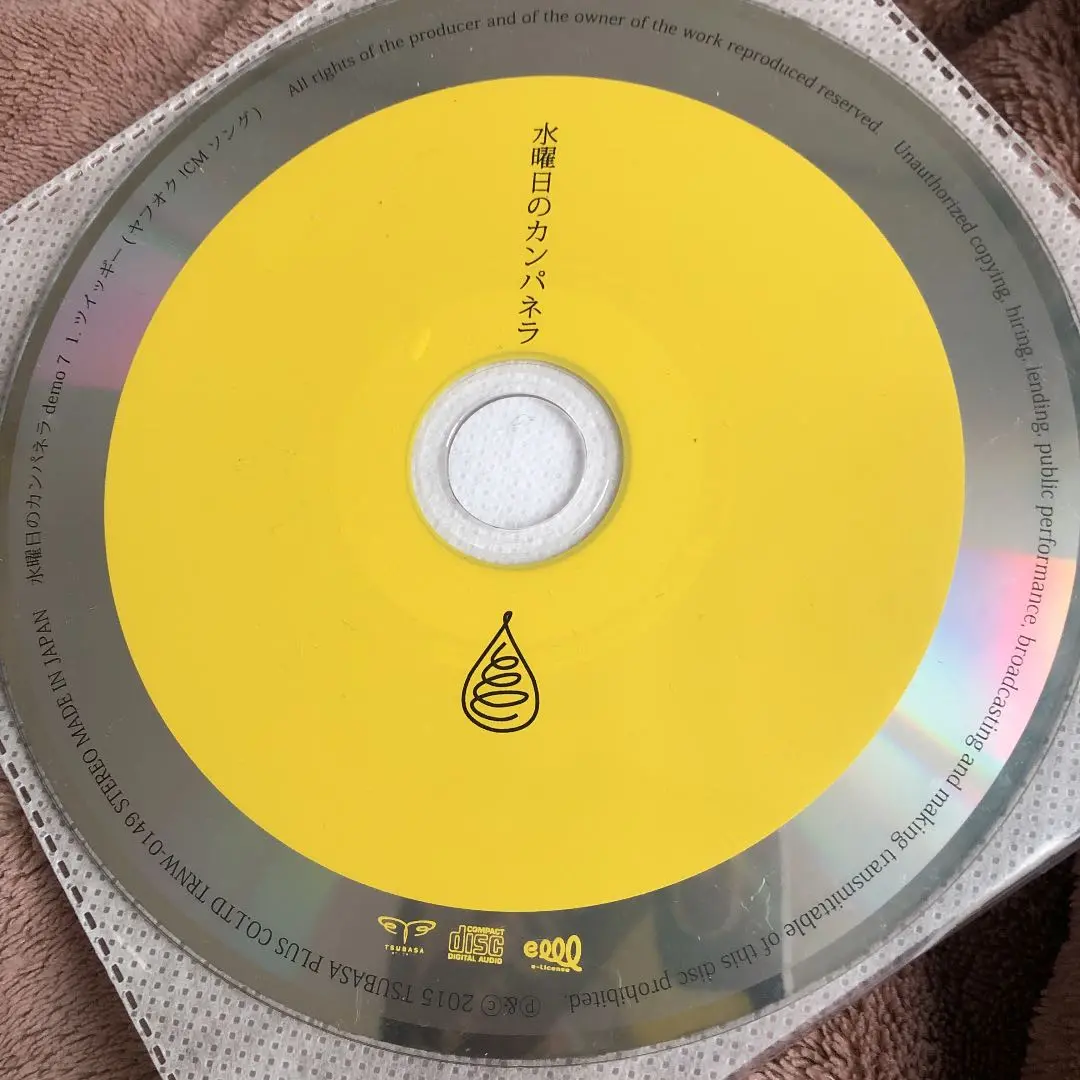 水曜日のカンパネラ
水曜日のカンパネラ demo 7 1. ツイッギー ( ヤフオク !CM ソング )
All rights of the producer and of the owner of the work reproduced reserved. Unauthorized copying, hiring, lending, public performance, broadcasting and making transmittable of this disc prohibited.
Ⓟ&Ⓒ 2015 TSUBASA PLUS CO.LTD TRNW-0149 STEREO MADE IN JAPAN
TSUBASA
COMPACT
disc
DIGITAL AUDIO
e-License